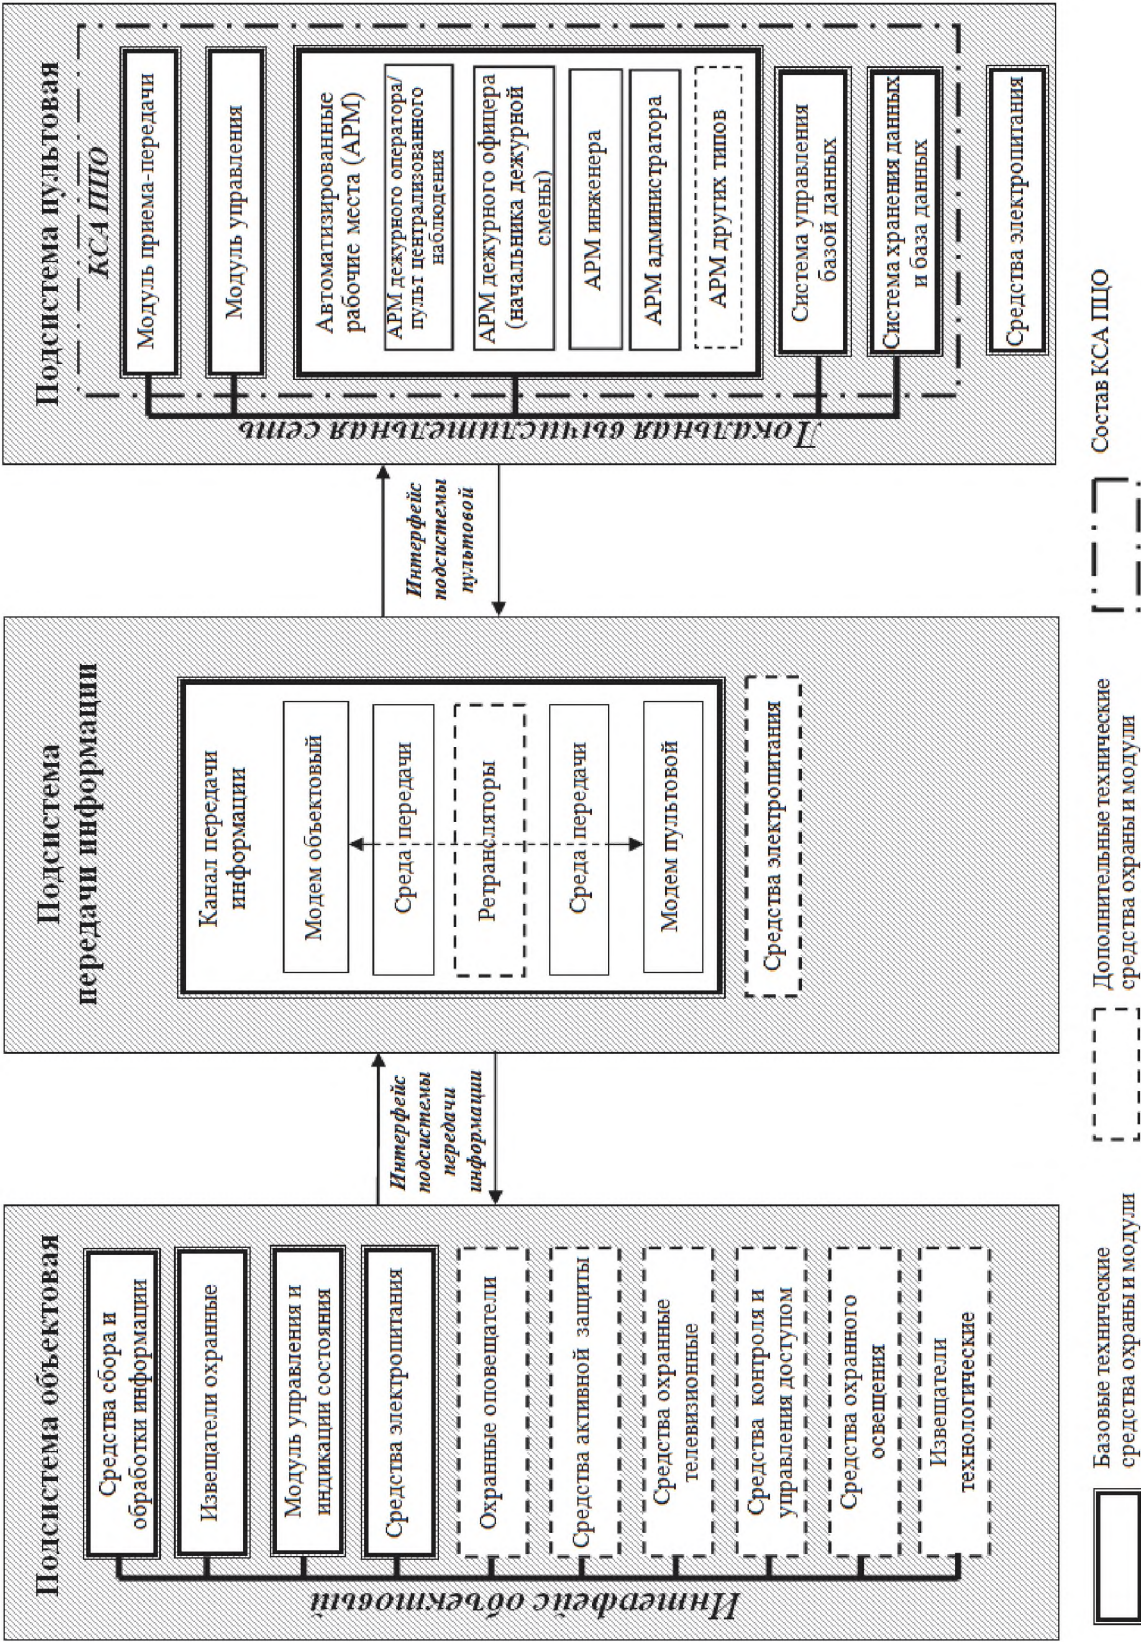 Подсистема объектовая
Средства сбора и
обработки информации
Извещатели охранные
Модуль управления и
индикации состояния
Средства электропитания
Охранные оповещатели
Средства активной защиты
Средства охранные
телевизионные
Средства контроля и
управления доступом
Средства охранного
освещения
Извещатели
технологические
Интерфейс объектовый
Интерфейс
подсистемы
передачи
информации
Подсистема
передачи информации
Канал передачи
информации
Модем объектовый
Среда передачи
Ретрансляторы
Среда передачи
Модем пультовой
Средства электропитания
Интерфейс
подсистемы
пультовой
Подсистема пультовая
КСА ППО
Модуль приема-передачи
Модуль управления
Автоматизированные
рабочие места (АРМ)
АРМ дежурного оператора/
пульт централизованного
наблюдения
АРМ дежурного офицера
(начальника дежурной
смены)
АРМ инженера
АРМ администратора
АРМ других типов
Система управления
базой данных
Система хранения данных
и база данных
Средства электропитания
Локальная вычислительная сеть
Базовые технические
средства охраны и модули
Дополнительные технические
средства охраны и модули
Состав КСА ПЦО